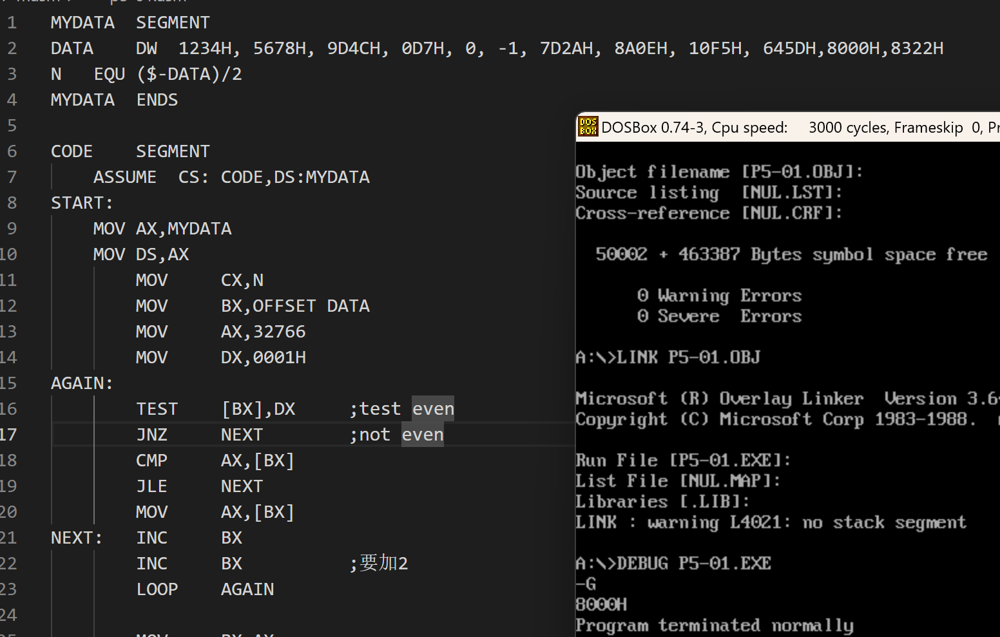 1 MYDATA SEGMENT
2 DATA DW 1234H, 5678H, 9D4CH, 0D7H, 0, -1, 7D2AH, 8A0EH, 10F5H, 645DH,8000H,8322H
3 N EQU ($-DATA)/2
4 MYDATA ENDS
5
6 CODE SEGMENT
7 ASSUME CS: CODE,DS:MYDATA
8 START:
9 MOV AX,MYDATA
10 MOV DS,AX
11 MOV CX,N
12 MOV BX,OFFSET DATA
13 MOV AX,32766
14 MOV DX,0001H
15 AGAIN:
16 TEST [BX],DX ;test even
17 JNZ NEXT ;not even
18 CMP AX,[BX]
19 JLE NEXT
20 MOV AX,[BX]
21 NEXT: INC BX
22 INC BX ;要加2
23 LOOP AGAIN
24
MOV BX,AX
DOSBox 0.74-3, Cpu speed: 3000 cycles, Frameskip 0,
Object filename [P5-01.OBJ]:
Source listing [NUL.LST]:
Cross-reference [NUL.CRF]:
50002 + 463387 Bytes symbol space free
0 Warning Errors
0 Severe Errors
A:\>LINK P5-01.OBJ
Microsoft (R) Overlay Linker Version 3.6
Copyright (C) Microsoft Corp 1983-1988.
Run File [P5-01.EXE]:
List File [NUL.MAP]:
Libraries [.LIB]:
LINK : warning L4021: no stack segment
A:\>DEBUG P5-01.EXE
-G
8000H
Program terminated normally